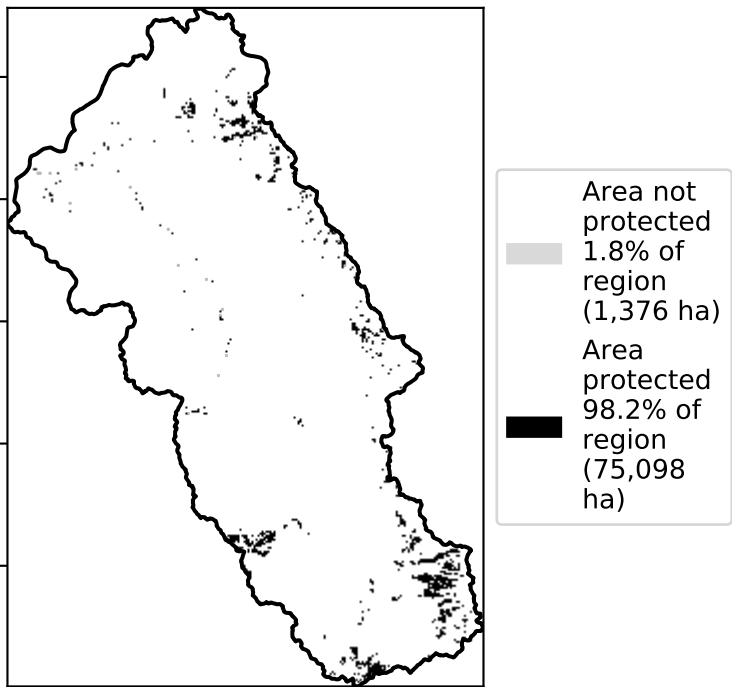 Area not
protected
1.8% of
region
(1,376 ha)
Area
protected
98.2% of
region
(75,098
ha)